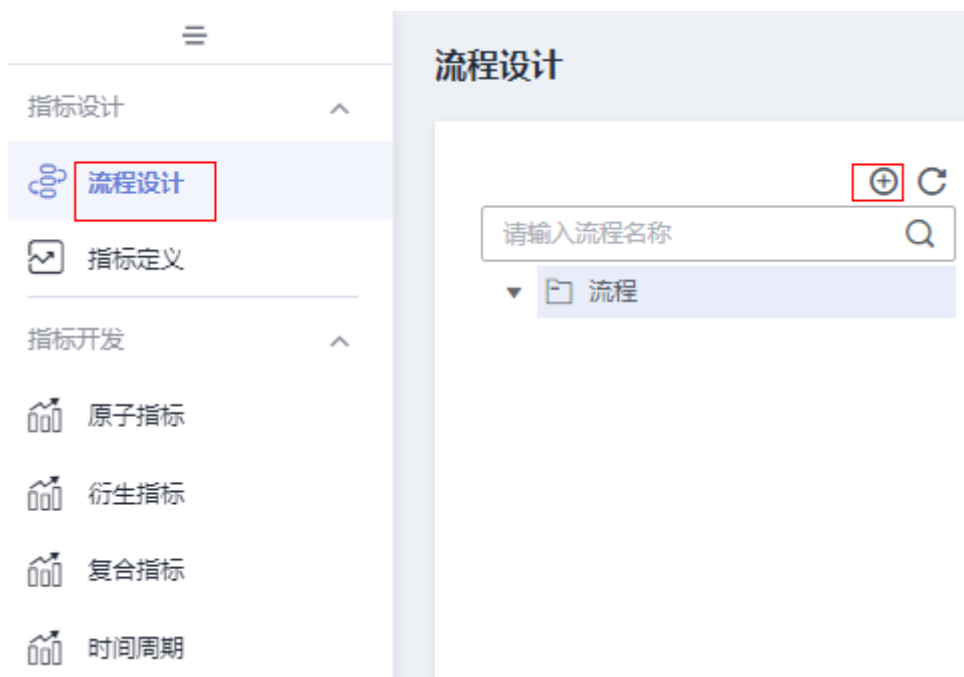 指标设计
流程设计
指标定义
指标开发
原子指标
衍生指标
复合指标
时间周期
流程设计
请输入流程名称
流程